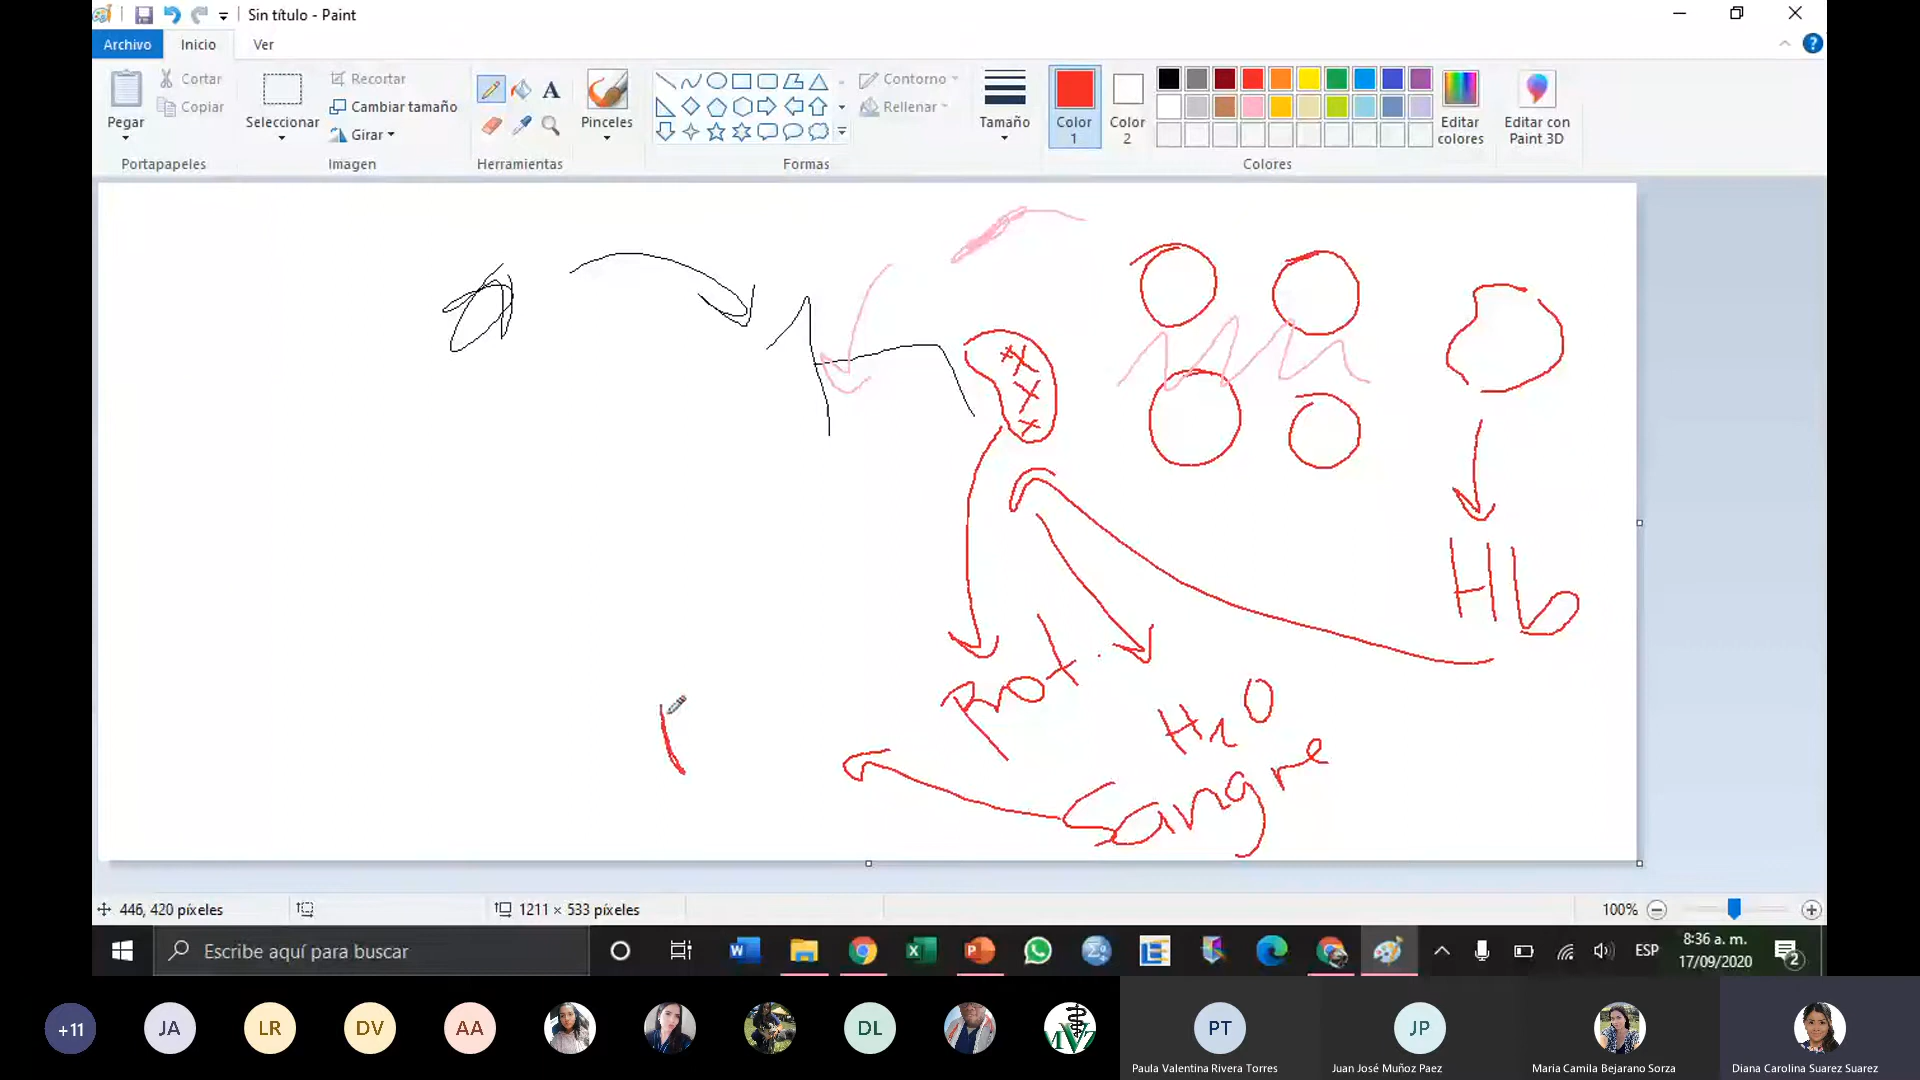 Sin título - Paint
Archivo Inicio Ver
Pegar
Cortar
Copiar
Portapapeles
Seleccionar
Recortar
Cambiar tamaño
Girar
Imagen
A
Herramientas
Pinceles
Formas
Contorno
Rellenar
Tamaño
Color 1
Color 2
Colores
Editar colores
Editar con Paint 3D
?
Hb
Prot.
H2O
Sangre
446, 420 píxeles
1211 × 533 píxeles
100%
Escribe aquí para buscar
ESP
8:36 a. m.
17/09/2020
2
+11
JA
LR
DV
AA
DL
MVZ
PT
JP
Paula Valentina Rivera Torres
Juan José Muñoz Paez
Maria Camila Bejarano Sorza
Diana Carolina Suarez Suarez